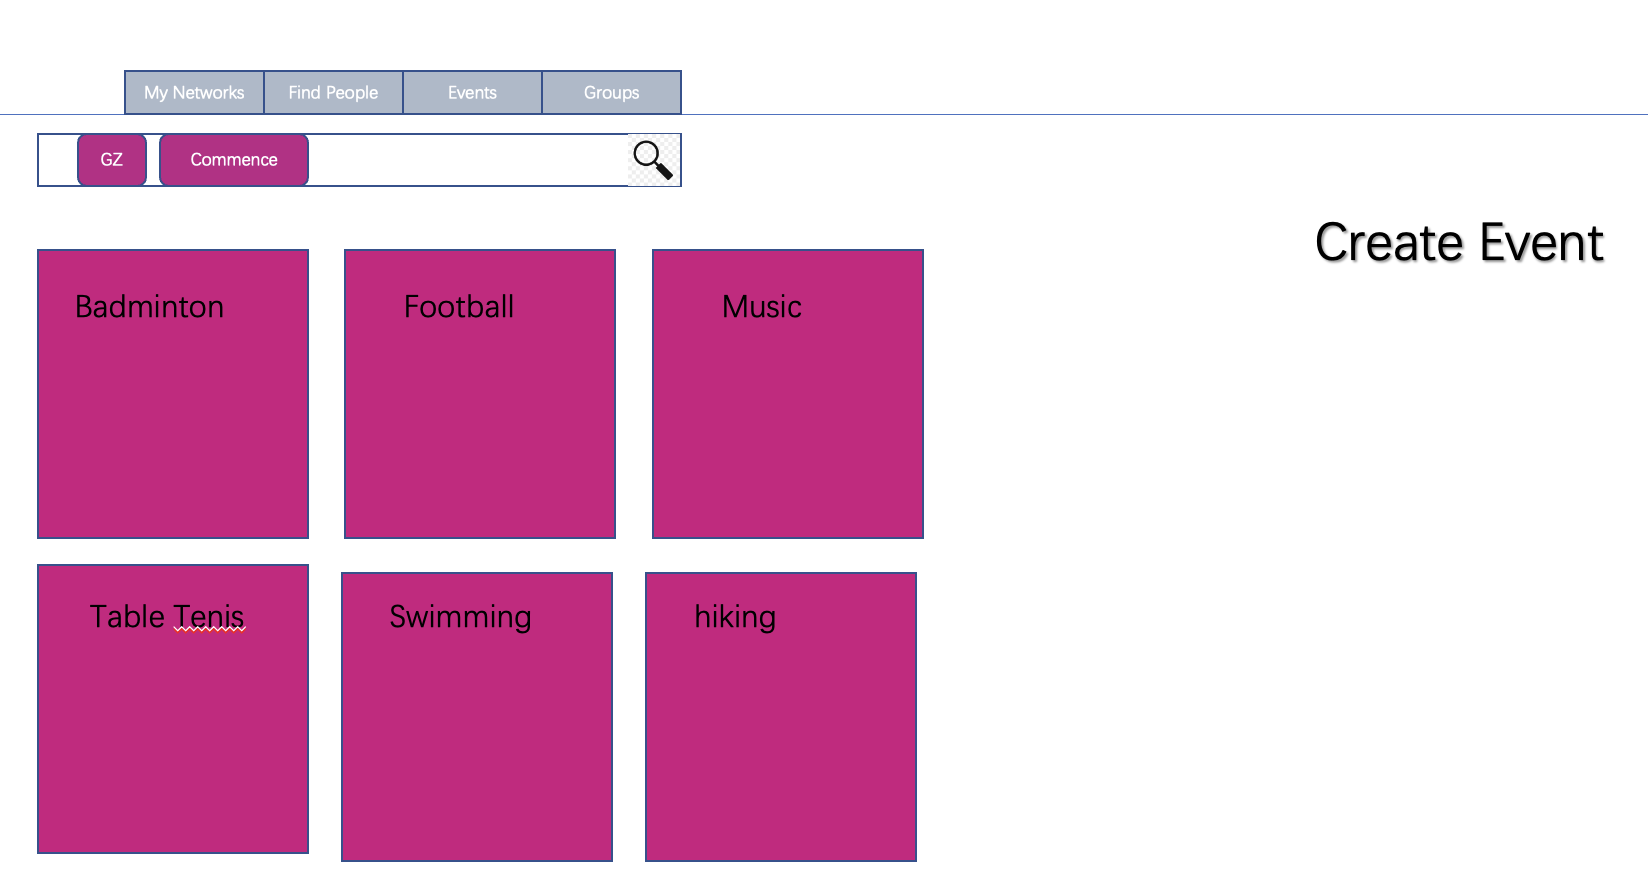 My Networks
Find People
Events
Groups
GZ
Commence
Create Event
Badminton
Football
Music
Table Tenis
Swimming
hiking